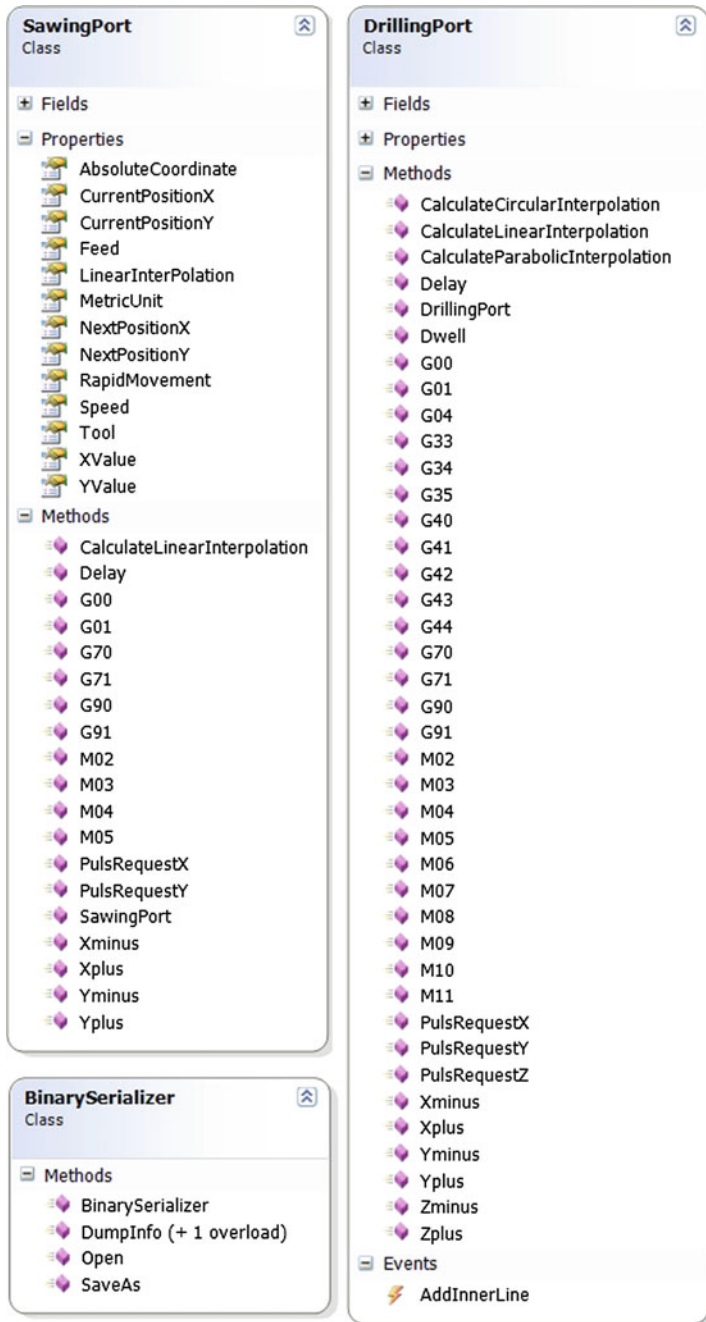 SawingPort
Class
Fields
Properties
AbsoluteCoordinate
CurrentPositionX
CurrentPositionY
Feed
LinearInterPolation
MetricUnit
NextPositionX
NextPositionY
RapidMovement
Speed
Tool
XValue
YValue
Methods
CalculateLinearInterpolation
Delay
G00
G01
G70
G71
G90
G91
M02
M03
M04
M05
PulsRequestX
PulsRequestY
SawingPort
Xminus
Xplus
Yminus
Yplus
BinarySerializer
Class
Methods
BinarySerializer
DumpInfo (+ 1 overload)
Open
SaveAs
DrillingPort
Class
Fields
Properties
Methods
CalculateCircularInterpolation
CalculateLinearInterpolation
CalculateParabolicInterpolation
Delay
DrillingPort
Dwell
G00
G01
G04
G33
G34
G35
G40
G41
G42
G43
G44
G70
G71
G90
G91
M02
M03
M04
M05
M06
M07
M08
M09
M10
M11
PulsRequestX
PulsRequestY
PulsRequestZ
Xminus
Xplus
Yminus
Yplus
Zminus
Zplus
Events
AddInnerLine